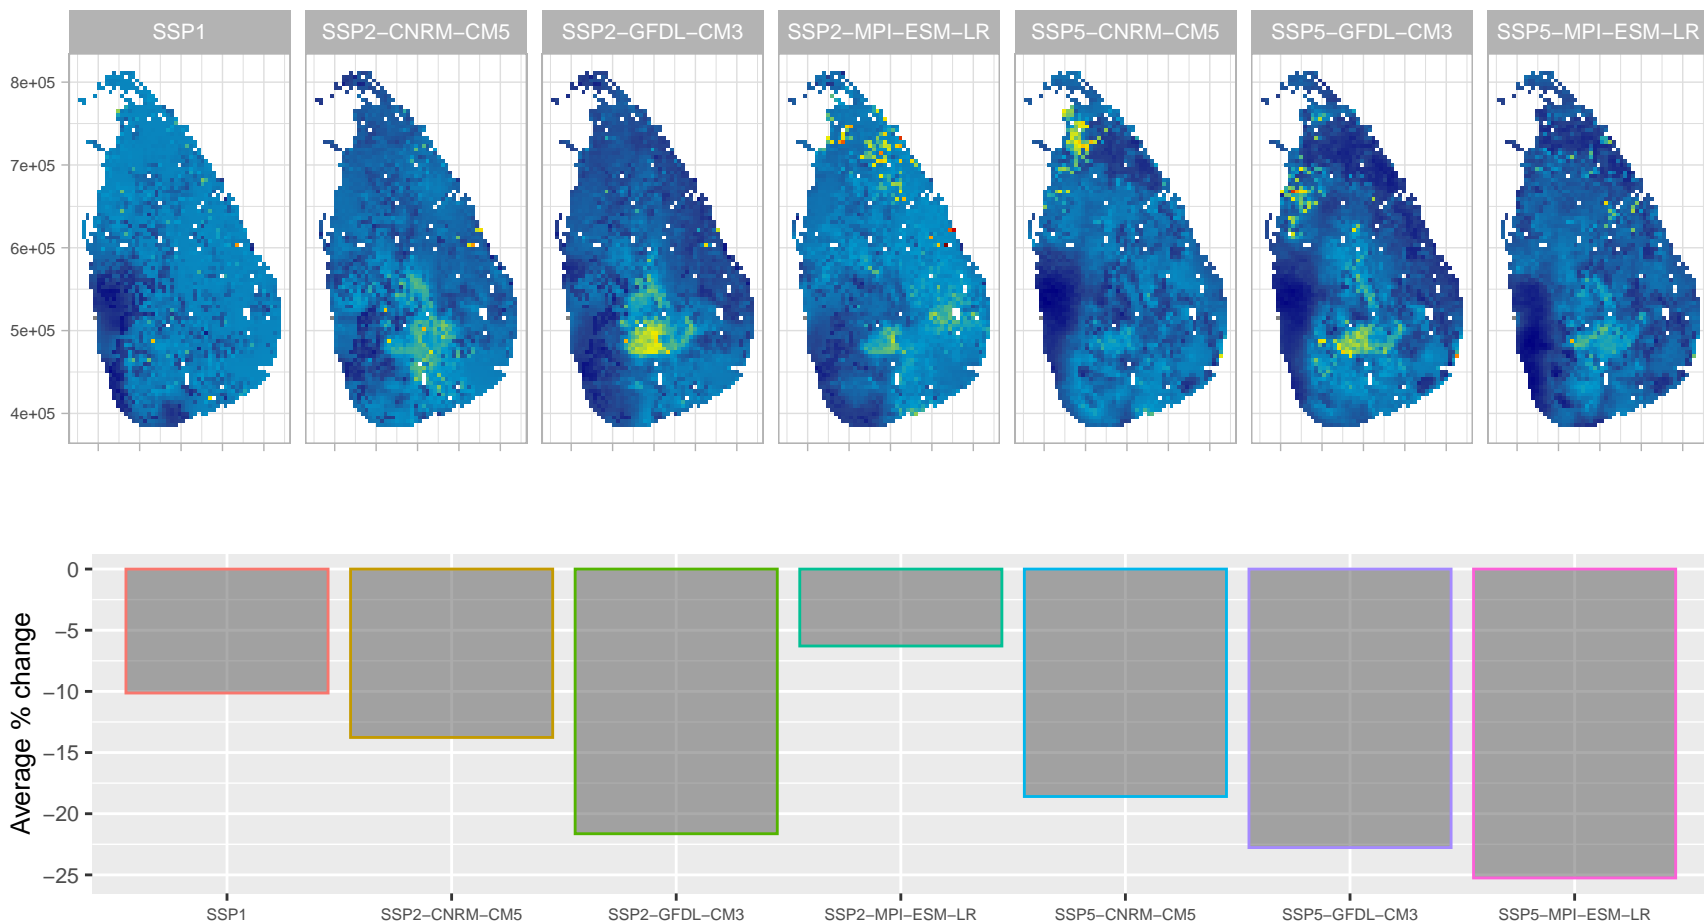 SSP1 SSP2−CNRM−CM5 SSP2−GFDL−CM3 SSP2−MPI−ESM−LR SSP5−CNRM−CM5 SSP5−GFDL−CM3 SSP5−MPI−ESM−LR
8e+05
7e+05
6e+05
5e+05
4e+05
Average % change
0
−5
−10
−15
−20
−25
SSP1 SSP2−CNRM−CM5 SSP2−GFDL−CM3 SSP2−MPI−ESM−LR SSP5−CNRM−CM5 SSP5−GFDL−CM3 SSP5−MPI−ESM−LR